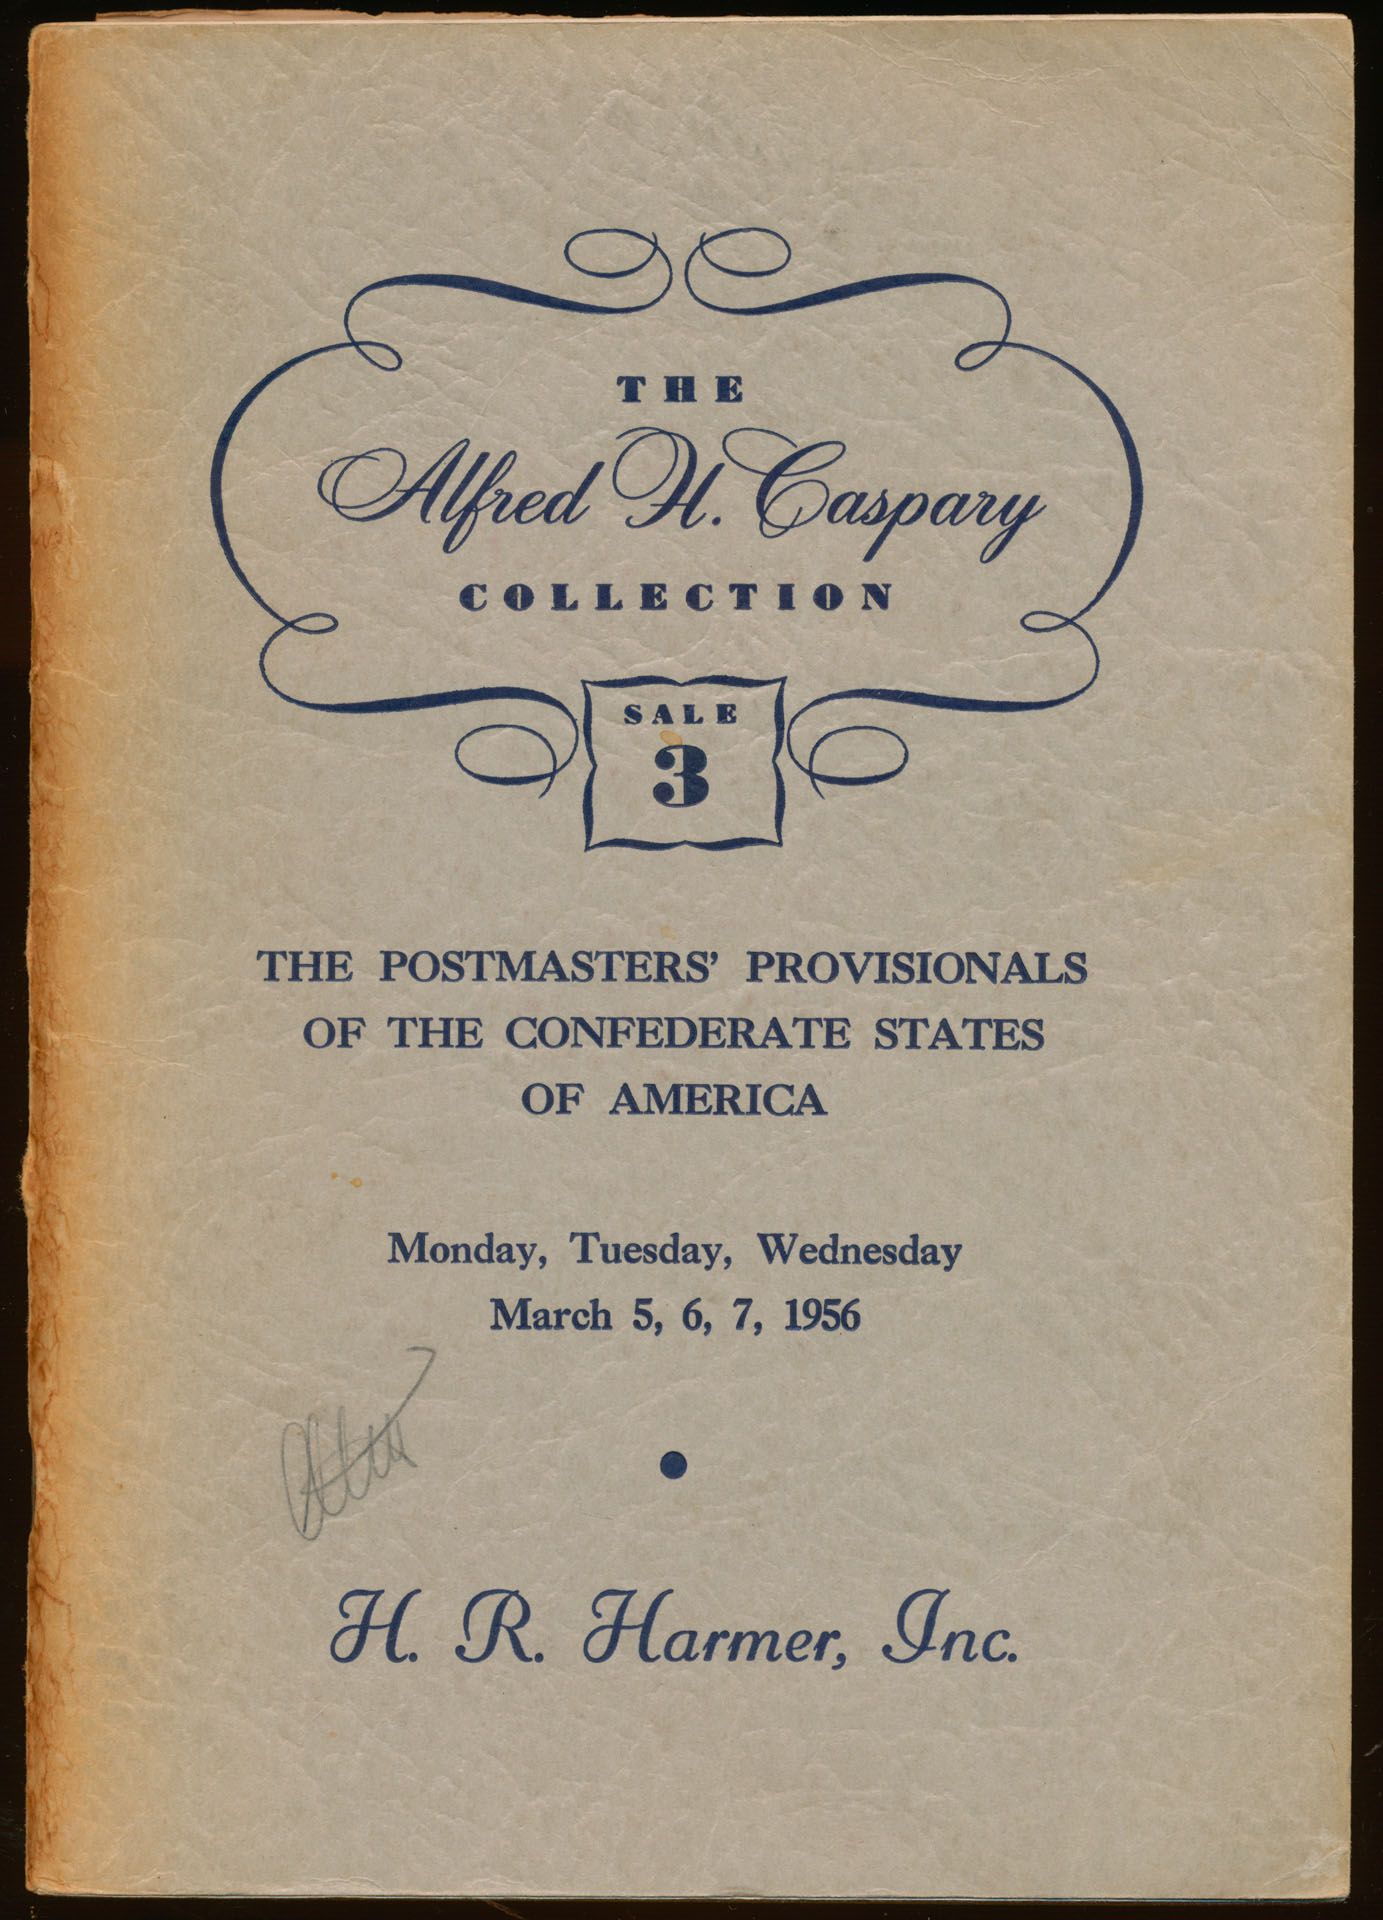 THE
Alfred H. Caspary
COLLECTION
SALE
3
THE POSTMASTERS' PROVISIONALS
OF THE CONFEDERATE STATES
OF AMERICA
Monday, Tuesday, Wednesday
March 5, 6, 7, 1956
H. R. Harmer, Inc.